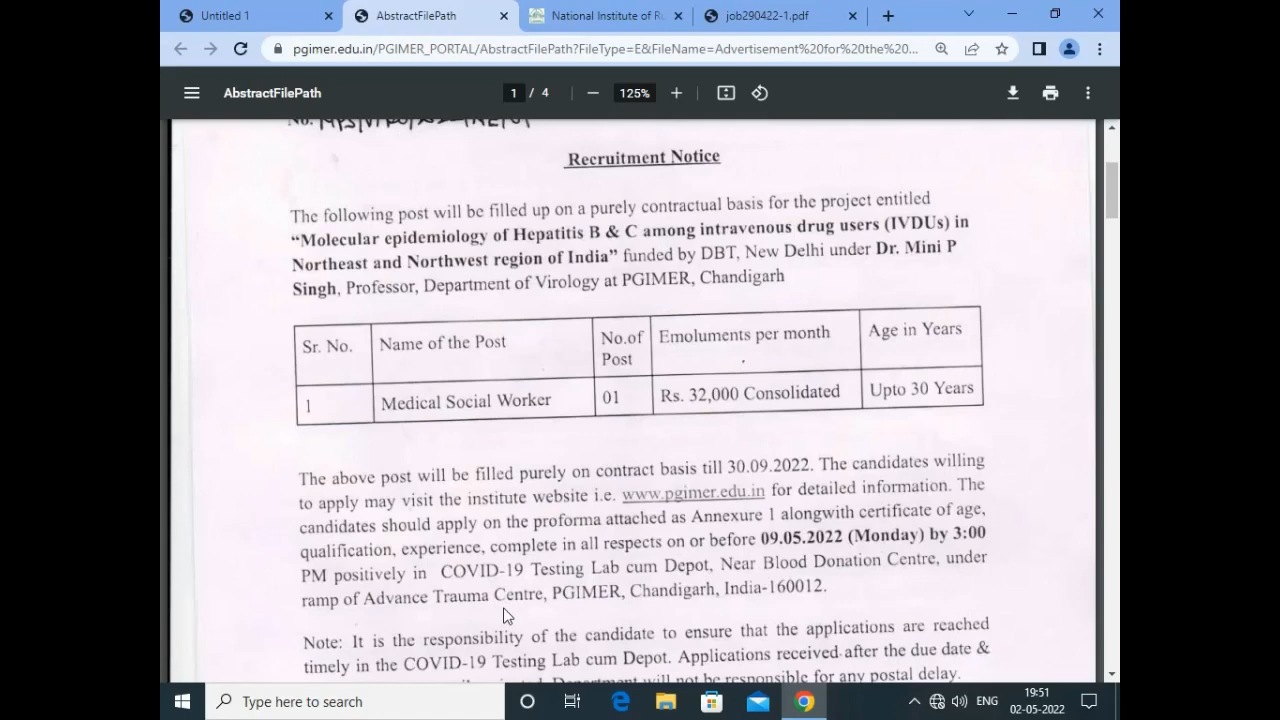 Untitled 1
AbstractFilePath
National Institute of Ru
job290422-1.pdf
pgimer.edu.in/PGIMER_PORTAL/AbstractFilePath?FileType=E&FileName=Advertisement%20for%20the%20...
AbstractFilePath
1 / 4
125%
No.
Recruitment Notice
The following post will be filled up on a purely contractual basis for the project entitled
“Molecular epidemiology of Hepatitis B & C among intravenous drug users (IVDUs) in
Northeast and Northwest region of India” funded by DBT, New Delhi under Dr. Mini P
Singh, Professor, Department of Virology at PGIMER, Chandigarh
Sr. No. Name of the Post No.of Post Emoluments per month Age in Years
1 Medical Social Worker 01 Rs. 32,000 Consolidated Upto 30 Years
The above post will be filled purely on contract basis till 30.09.2022. The candidates willing
to apply may visit the institute website i.e. www.pgimer.edu.in for detailed information. The
candidates should apply on the proforma attached as Annexure 1 alongwith certificate of age,
qualification, experience, complete in all respects on or before 09.05.2022 (Monday) by 3:00
PM positively in COVID-19 Testing Lab cum Depot, Near Blood Donation Centre, under
ramp of Advance Trauma Centre, PGIMER, Chandigarh, India-160012.
Note: It is the responsibility of the candidate to ensure that the applications are reached
timely in the COVID-19 Testing Lab cum Depot. Applications received after the due date &
Department will not be responsible for any postal delay.
Type here to search
ENG
19:51
02-05-2022